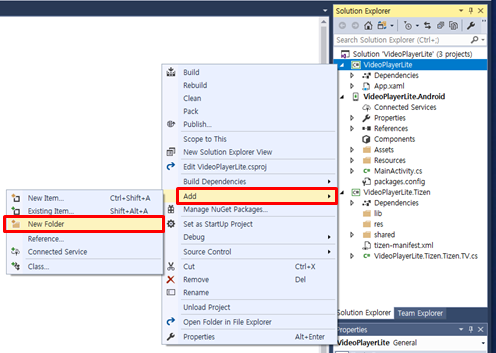 Solution Explorer
Search Solution Explorer (Ctrl+;)
Solution 'VideoPlayerLite' (3 projects)
VideoPlayerLite
Dependencies
App.xaml
VideoPlayerLite.Android
Connected Services
Properties
References
Components
Assets
Resources
MainActivity.cs
packages.config
VideoPlayerLite.Tizen
Dependencies
lib
res
shared
tizen-manifest.xml
VideoPlayerLite.Tizen.Tizen.TV.cs
Solution Explorer Team Explorer
Properties
VideoPlayerLite General
Build
Rebuild
Clean
Pack
Publish...
Scope to This
New Solution Explorer View
Edit VideoPlayerLite.csproj
Build Dependencies
Add
Manage NuGet Packages...
Set as StartUp Project
Debug
Source Control
Cut Ctrl+X
Remove Del
Rename
Unload Project
Open Folder in File Explorer
Properties Alt+Enter
New Item... Ctrl+Shift+A
Existing Item... Shift+Alt+A
New Folder
Reference...
Connected Service
Class...